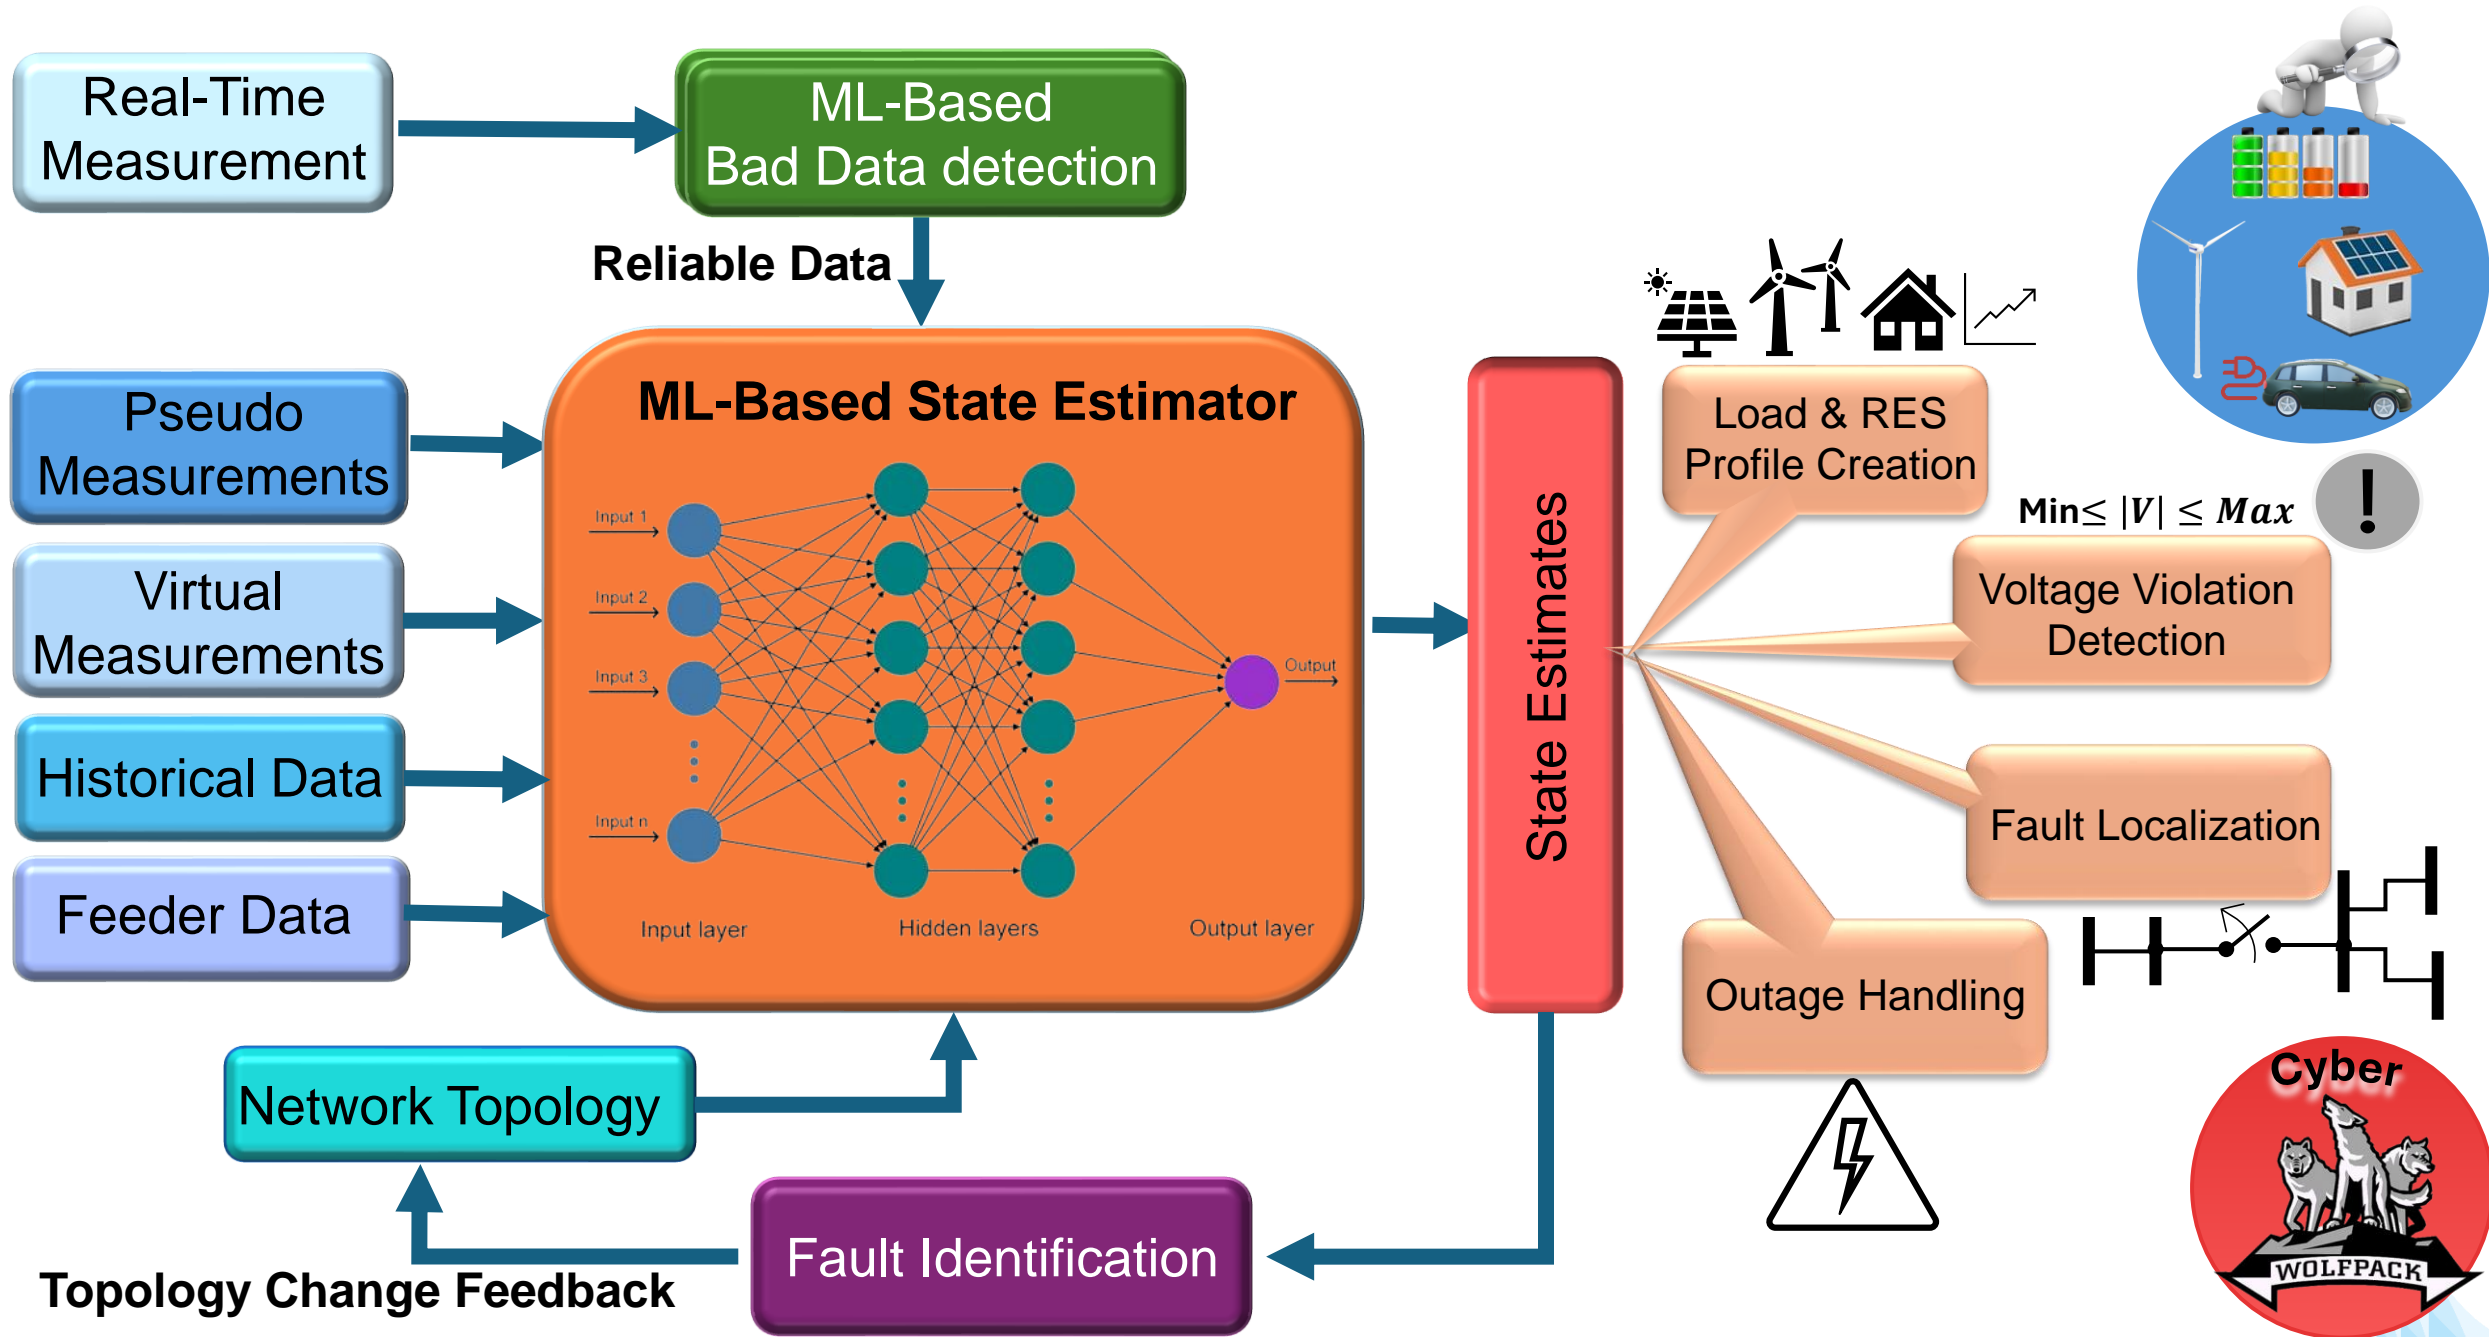 Real-Time
Measurement
ML-Based
Bad Data detection
Reliable Data
Pseudo
Measurements
Virtual
Measurements
Historical Data
Feeder Data
ML-Based State Estimator
Input 1
Input 2
Input 3
Input n
Output
Input layer
Hidden layers
Output layer
State Estimates
Load & RES
Profile Creation
Min≤ |V| ≤ Max
!
Voltage Violation
Detection
Fault Localization
Outage Handling
Network Topology
Fault Identification
Topology Change Feedback
Cyber
WOLFPACK